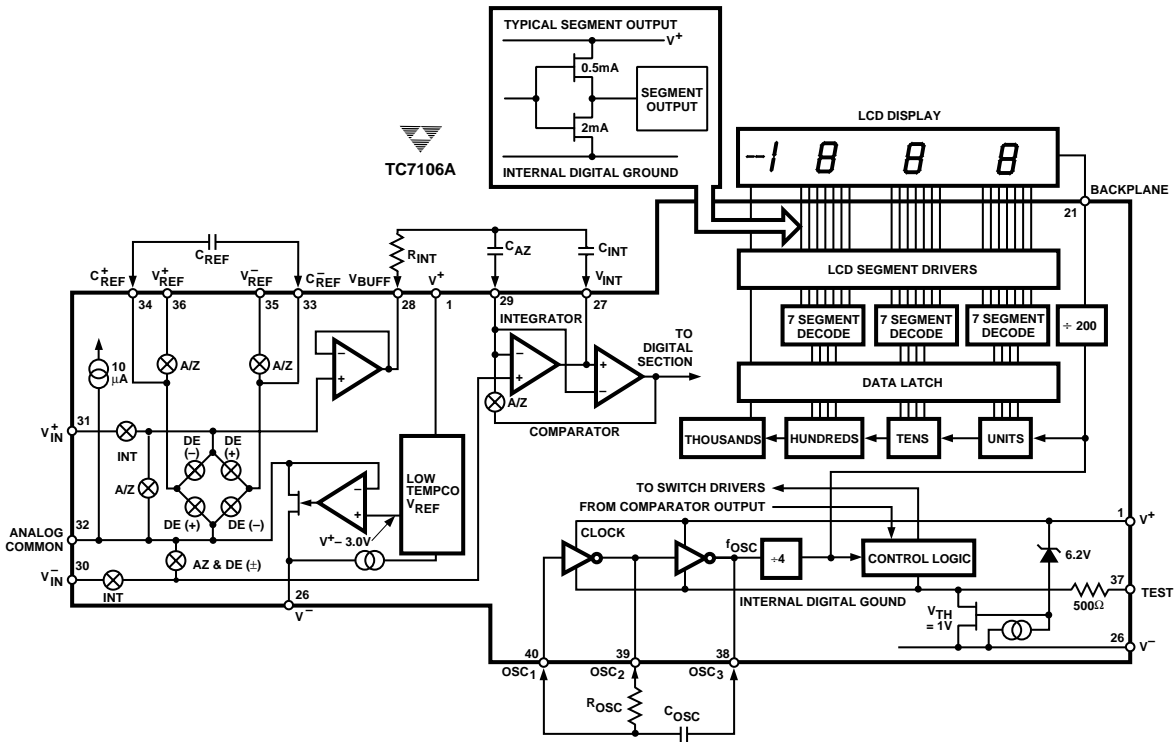 TYPICAL SEGMENT OUTPUT
V+
0.5mA
2mA
SEGMENT
OUTPUT
INTERNAL DIGITAL GROUND
TC7106A
LCD DISPLAY
-1 8 8 8
BACKPLANE
21
LCD SEGMENT DRIVERS
7 SEGMENT
DECODE
7 SEGMENT
DECODE
7 SEGMENT
DECODE
÷ 200
DATA LATCH
THOUSANDS
HUNDREDS
TENS
UNITS
CREF
RINT
CAZ
CINT
C+REF
V+REF
V−REF
C−REF
VBUFF
V+
VINT
34
36
35
33
28
1
29
27
INTEGRATOR
TO
DIGITAL
SECTION
10
µA
A/Z
A/Z
−
+
−
+
+
−
A/Z
COMPARATOR
31
V+IN
INT
DE
(−)
DE
(+)
A/Z
DE (+)
DE (−)
−
+
LOW
TEMPCO
VREF
V+ − 3.0V
32
ANALOG
COMMON
AZ & DE (±)
30
V−IN
INT
26
V−
TO SWITCH DRIVERS
FROM COMPARATOR OUTPUT
CLOCK
fOSC
÷4
CONTROL LOGIC
INTERNAL DIGITAL GOUND
1
V+
6.2V
37
TEST
500Ω
VTH
= 1V
26
V−
40
39
38
OSC1
OSC2
OSC3
ROSC
COSC